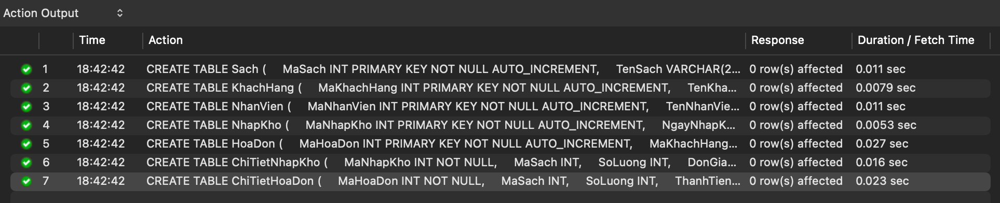 Action Output
Time Action Response Duration / Fetch Time
1 18:42:42 CREATE TABLE Sach ( MaSach INT PRIMARY KEY NOT NULL AUTO_INCREMENT, TenSach VARCHAR(2... 0 row(s) affected 0.011 sec
2 18:42:42 CREATE TABLE KhachHang ( MaKhachHang INT PRIMARY KEY NOT NULL AUTO_INCREMENT, TenKha... 0 row(s) affected 0.0079 sec
3 18:42:42 CREATE TABLE NhanVien ( MaNhanVien INT PRIMARY KEY NOT NULL AUTO_INCREMENT, TenNhanVie... 0 row(s) affected 0.011 sec
4 18:42:42 CREATE TABLE NhapKho ( MaNhapKho INT PRIMARY KEY NOT NULL AUTO_INCREMENT, NgayNhapK... 0 row(s) affected 0.0053 sec
5 18:42:42 CREATE TABLE HoaDon ( MaHoaDon INT PRIMARY KEY NOT NULL AUTO_INCREMENT, MaKhachHang... 0 row(s) affected 0.027 sec
6 18:42:42 CREATE TABLE ChiTietNhapKho ( MaNhapKho INT NOT NULL, MaSach INT, SoLuong INT, DonGia... 0 row(s) affected 0.016 sec
7 18:42:42 CREATE TABLE ChiTietHoaDon ( MaHoaDon INT NOT NULL, MaSach INT, SoLuong INT, ThanhTien... 0 row(s) affected 0.023 sec